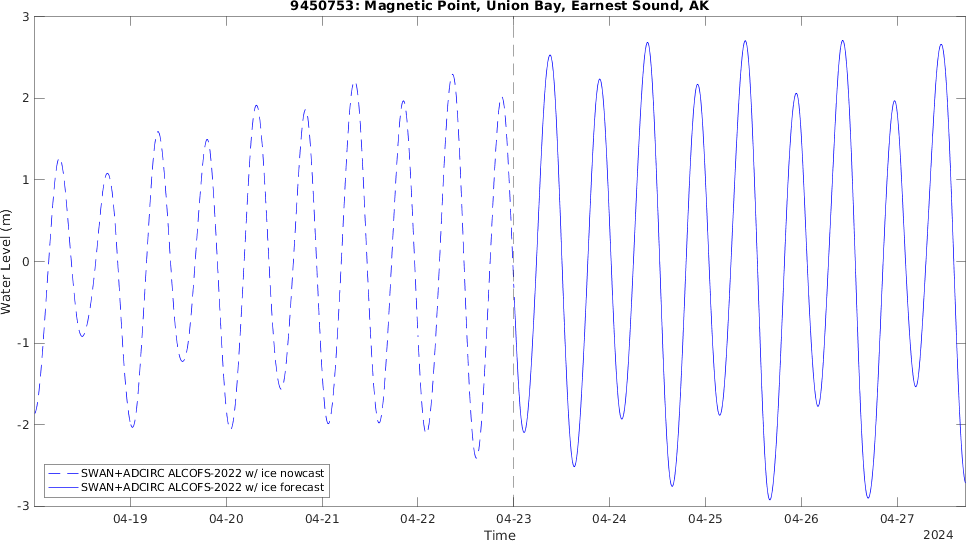 9450753: Magnetic Point, Union Bay, Earnest Sound, AK
3
2
1
0
-1
-2
-3
Water Level (m)
SWAN+ADCIRC ALCOFS-2022 w/ ice nowcast
SWAN+ADCIRC ALCOFS-2022 w/ ice forecast
04-19 04-20 04-21 04-22 04-23 04-24 04-25 04-26 04-27
Time
2024